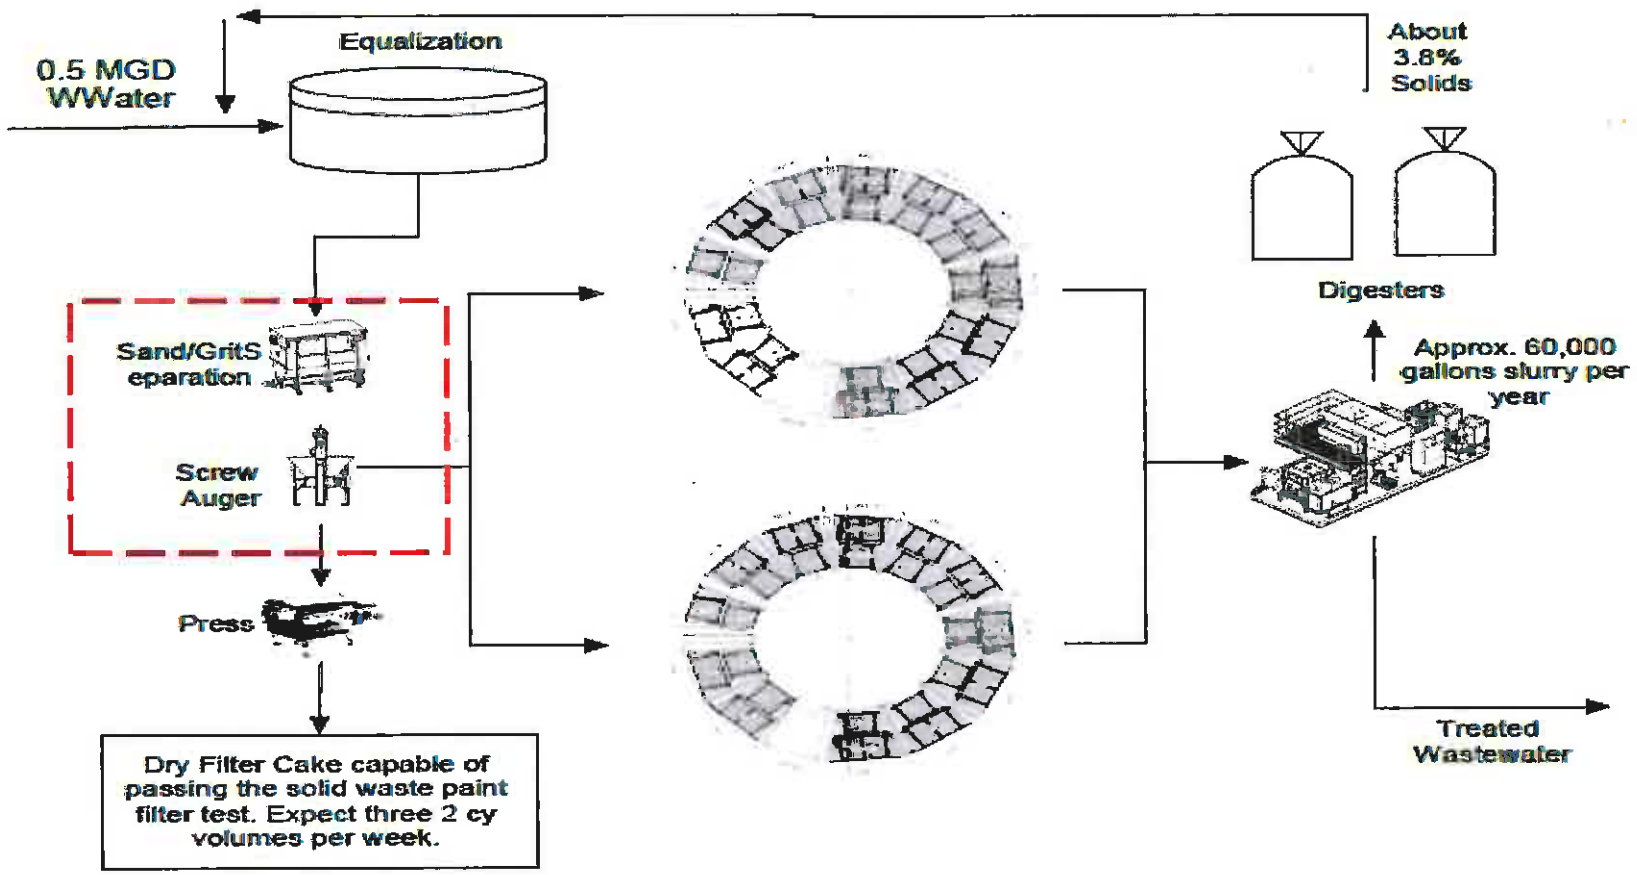 Equalization
0.5 MGD
WWater
About
3.8%
Solids
Digesters
Approx. 60,000
gallons slurry per
year
Sand/GritS
eparation
Screw
Auger
Press
Dry Filter Cake capable of
passing the solid waste paint
filter test. Expect three 2 cy
volumes per week.
Treated
Wastewater